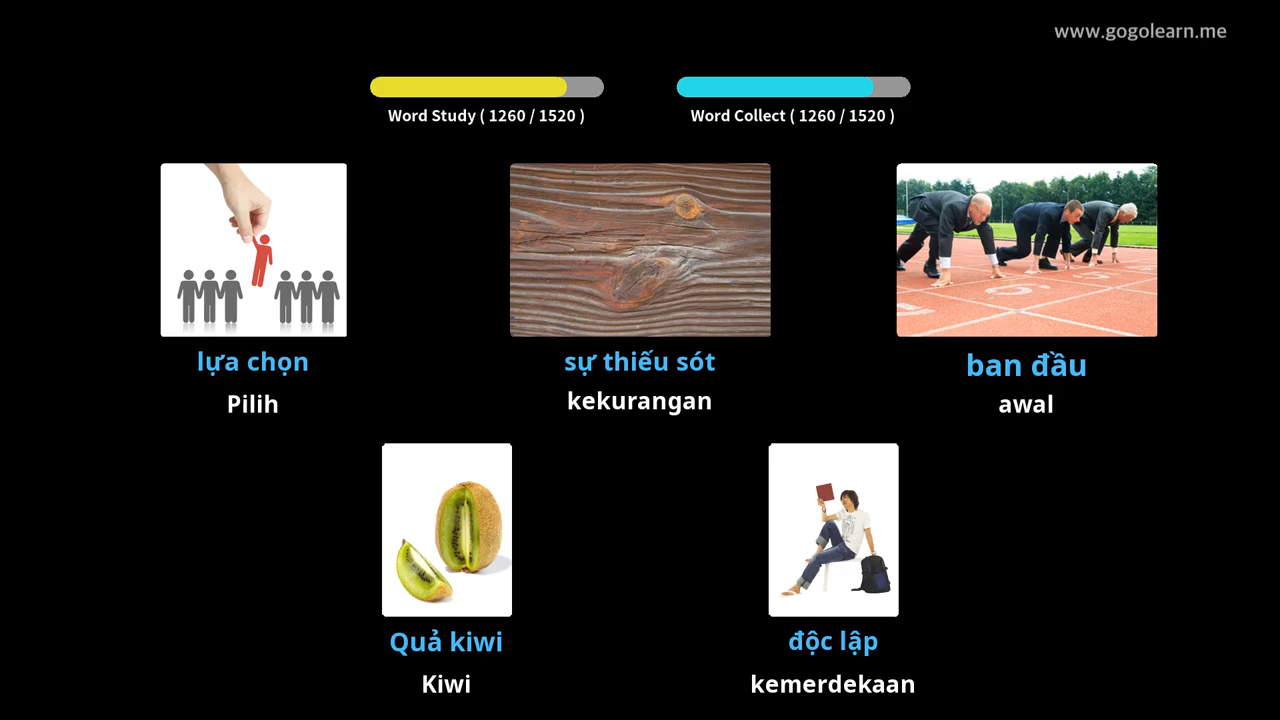 www.gogolearn.me
Word Study ( 1260 / 1520 )
Word Collect ( 1260 / 1520 )
lựa chọn
Pilih
sự thiếu sót
kekurangan
ban đầu
awal
Quả kiwi
Kiwi
độc lập
kemerdekaan